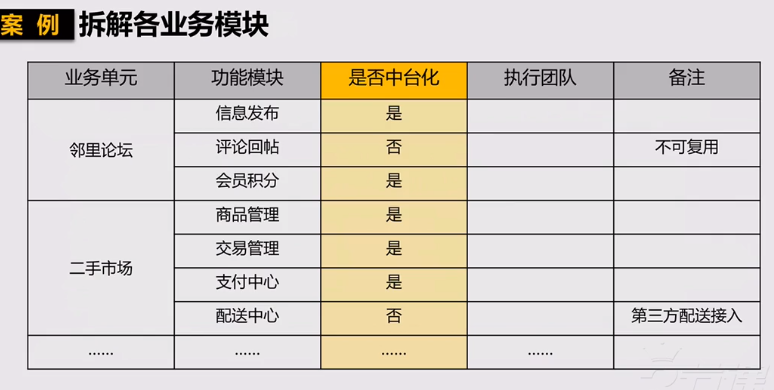 案 例 拆解各业务模块
业务单元 功能模块 是否中台化 执行团队 备注
邻里论坛 信息发布 是
评论回帖 否 不可复用
会员积分 是
二手市场 商品管理 是
交易管理 是
支付中心 是
配送中心 否 第三方配送接入
...... ...... ...... ......